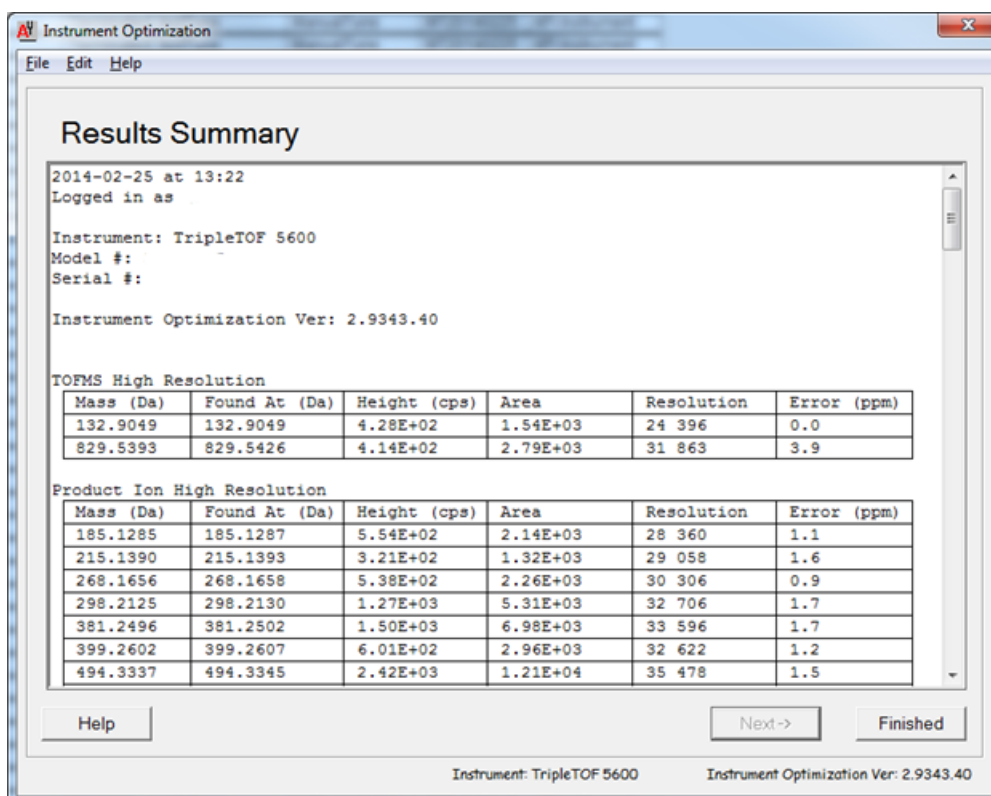 Instrument Optimization
File Edit Help
Results Summary
2014-02-25 at 13:22
Logged in as
Instrument: TripleTOF 5600
Model #:
Serial #:
Instrument Optimization Ver: 2.9343.40
TOFMS High Resolution
Mass (Da) Found At (Da) Height (cps) Area Resolution Error (ppm)
132.9049 132.9049 4.28E+02 1.54E+03 24 396 0.0
829.5393 829.5426 4.14E+02 2.79E+03 31 863 3.9
Product Ion High Resolution
Mass (Da) Found At (Da) Height (cps) Area Resolution Error (ppm)
185.1285 185.1287 5.54E+02 2.14E+03 28 360 1.1
215.1390 215.1393 3.21E+02 1.32E+03 29 058 1.6
268.1656 268.1658 5.38E+02 2.26E+03 30 306 0.9
298.2125 298.2130 1.27E+03 5.31E+03 32 706 1.7
381.2496 381.2502 1.50E+03 6.98E+03 33 596 1.7
399.2602 399.2607 6.01E+02 2.96E+03 32 622 1.2
494.3337 494.3345 2.42E+03 1.21E+04 35 478 1.5
Help Next-> Finished
Instrument: TripleTOF 5600 Instrument Optimization Ver: 2.9343.40